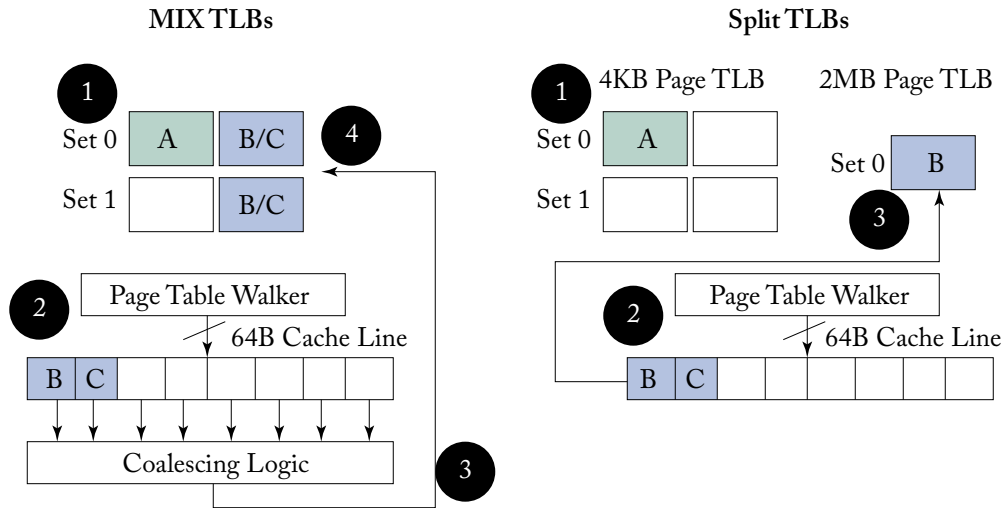 MIX TLBs
1
Set 0 A B/C 4
Set 1 B/C
2 Page Table Walker
64B Cache Line
B C
Coalescing Logic 3
Split TLBs
1 4KB Page TLB 2MB Page TLB
Set 0 A
Set 0 B
Set 1 3
2 Page Table Walker
64B Cache Line
B C